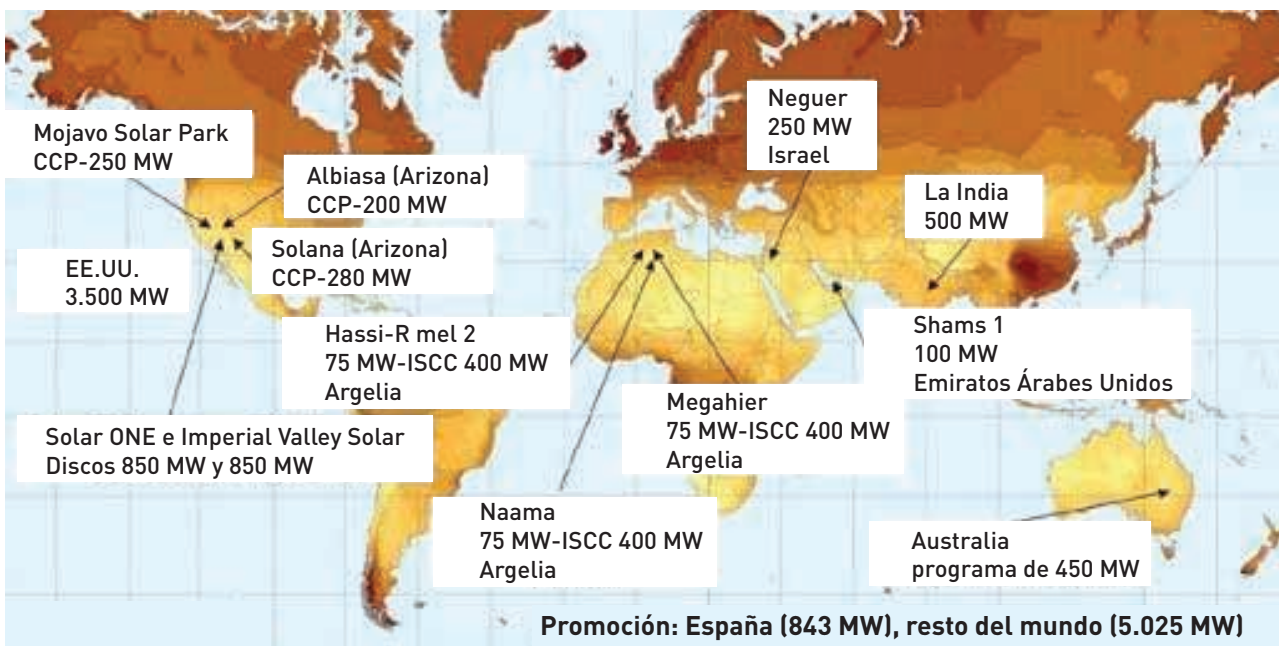 Mojavo Solar Park
CCP-250 MW
Albiasa (Arizona)
CCP-200 MW
EE.UU.
3.500 MW
Solana (Arizona)
CCP-280 MW
Solar ONE e Imperial Valley Solar
Discos 850 MW y 850 MW
Hassi-R mel 2
75 MW-ISCC 400 MW
Argelia
Naama
75 MW-ISCC 400 MW
Argelia
Megahier
75 MW-ISCC 400 MW
Argelia
Neguer
250 MW
Israel
La India
500 MW
Shams 1
100 MW
Emiratos Árabes Unidos
Australia
programa de 450 MW
Promoción: España (843 MW), resto del mundo (5.025 MW)